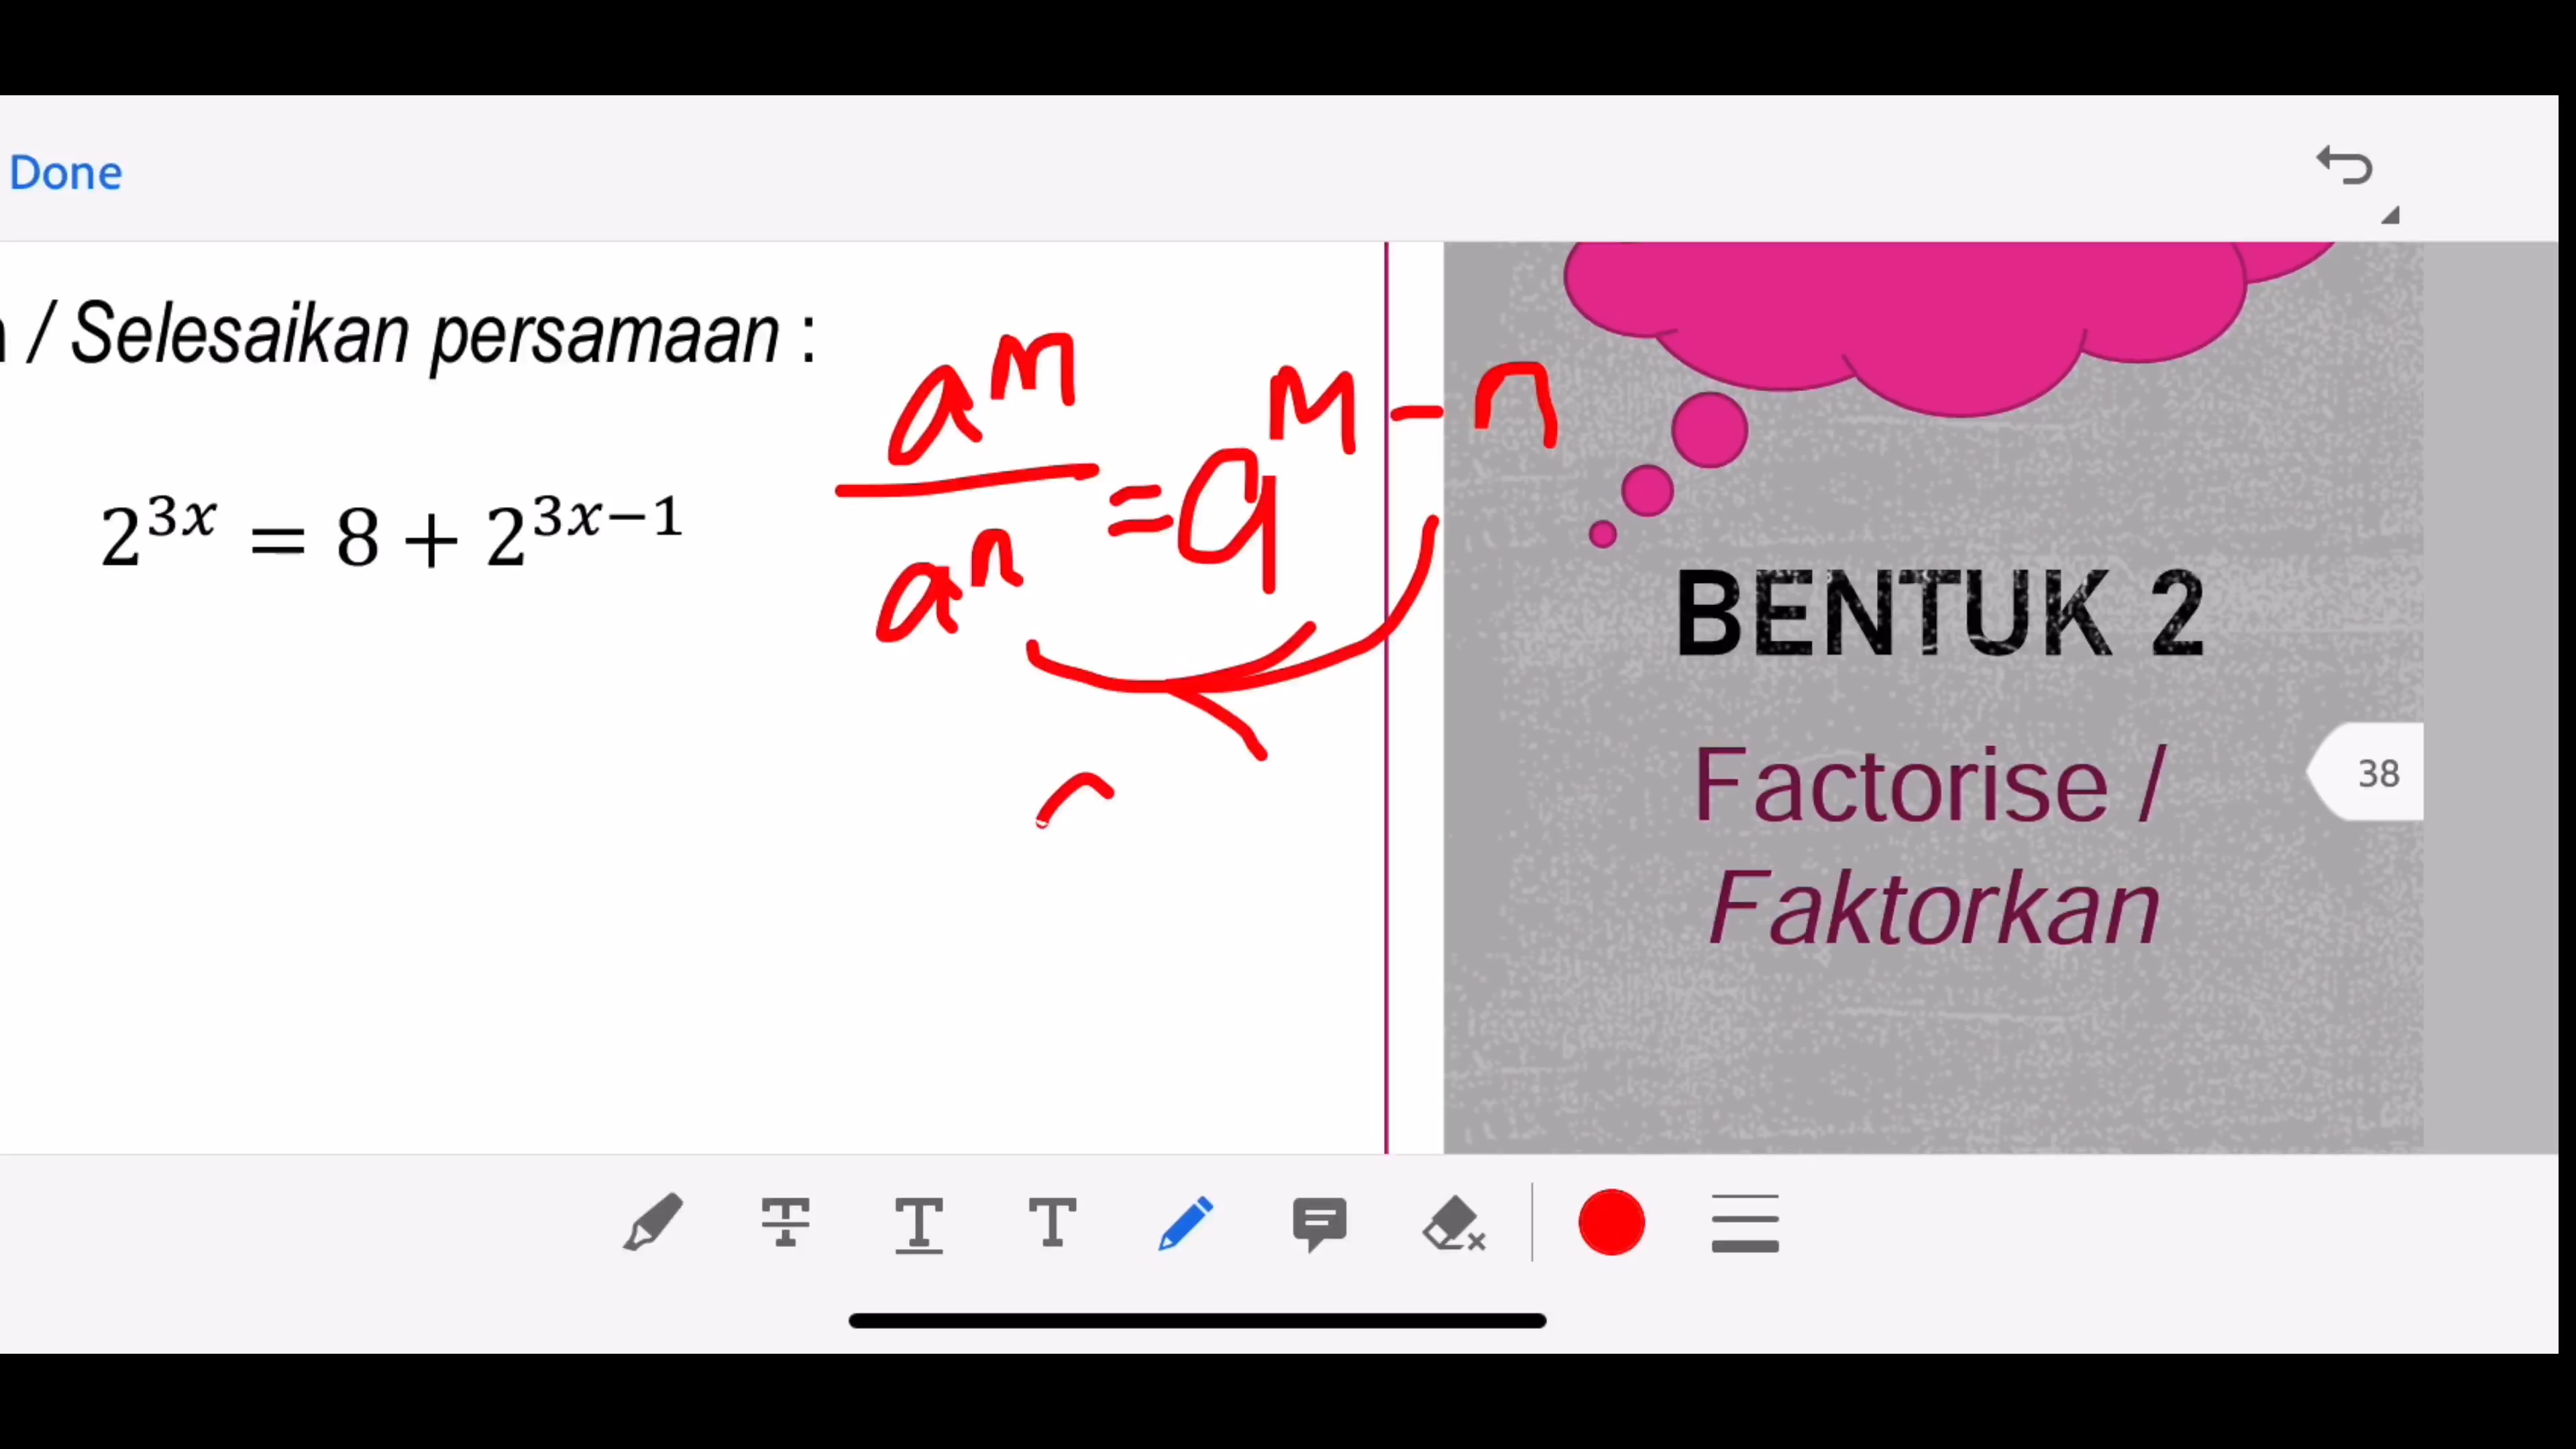 Done
/ Selesaikan persamaan :
2^{3x} = 8 + 2^{3x−1}
a^m / a^n = a^{m−n}
BENTUK 2
Factorise /
Faktorkan
38